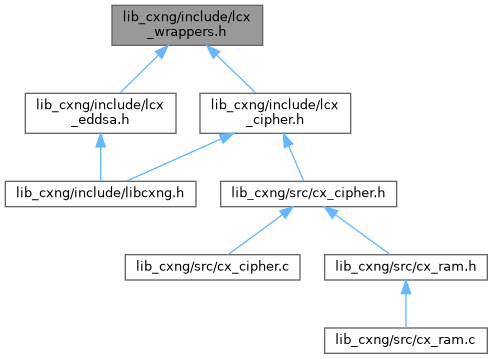 lib_cxng/include/lcx
_wrappers.h
lib_cxng/include/lcx
_eddsa.h
lib_cxng/include/lcx
_cipher.h
lib_cxng/include/libcxng.h
lib_cxng/src/cx_cipher.h
lib_cxng/src/cx_cipher.c
lib_cxng/src/cx_ram.h
lib_cxng/src/cx_ram.c